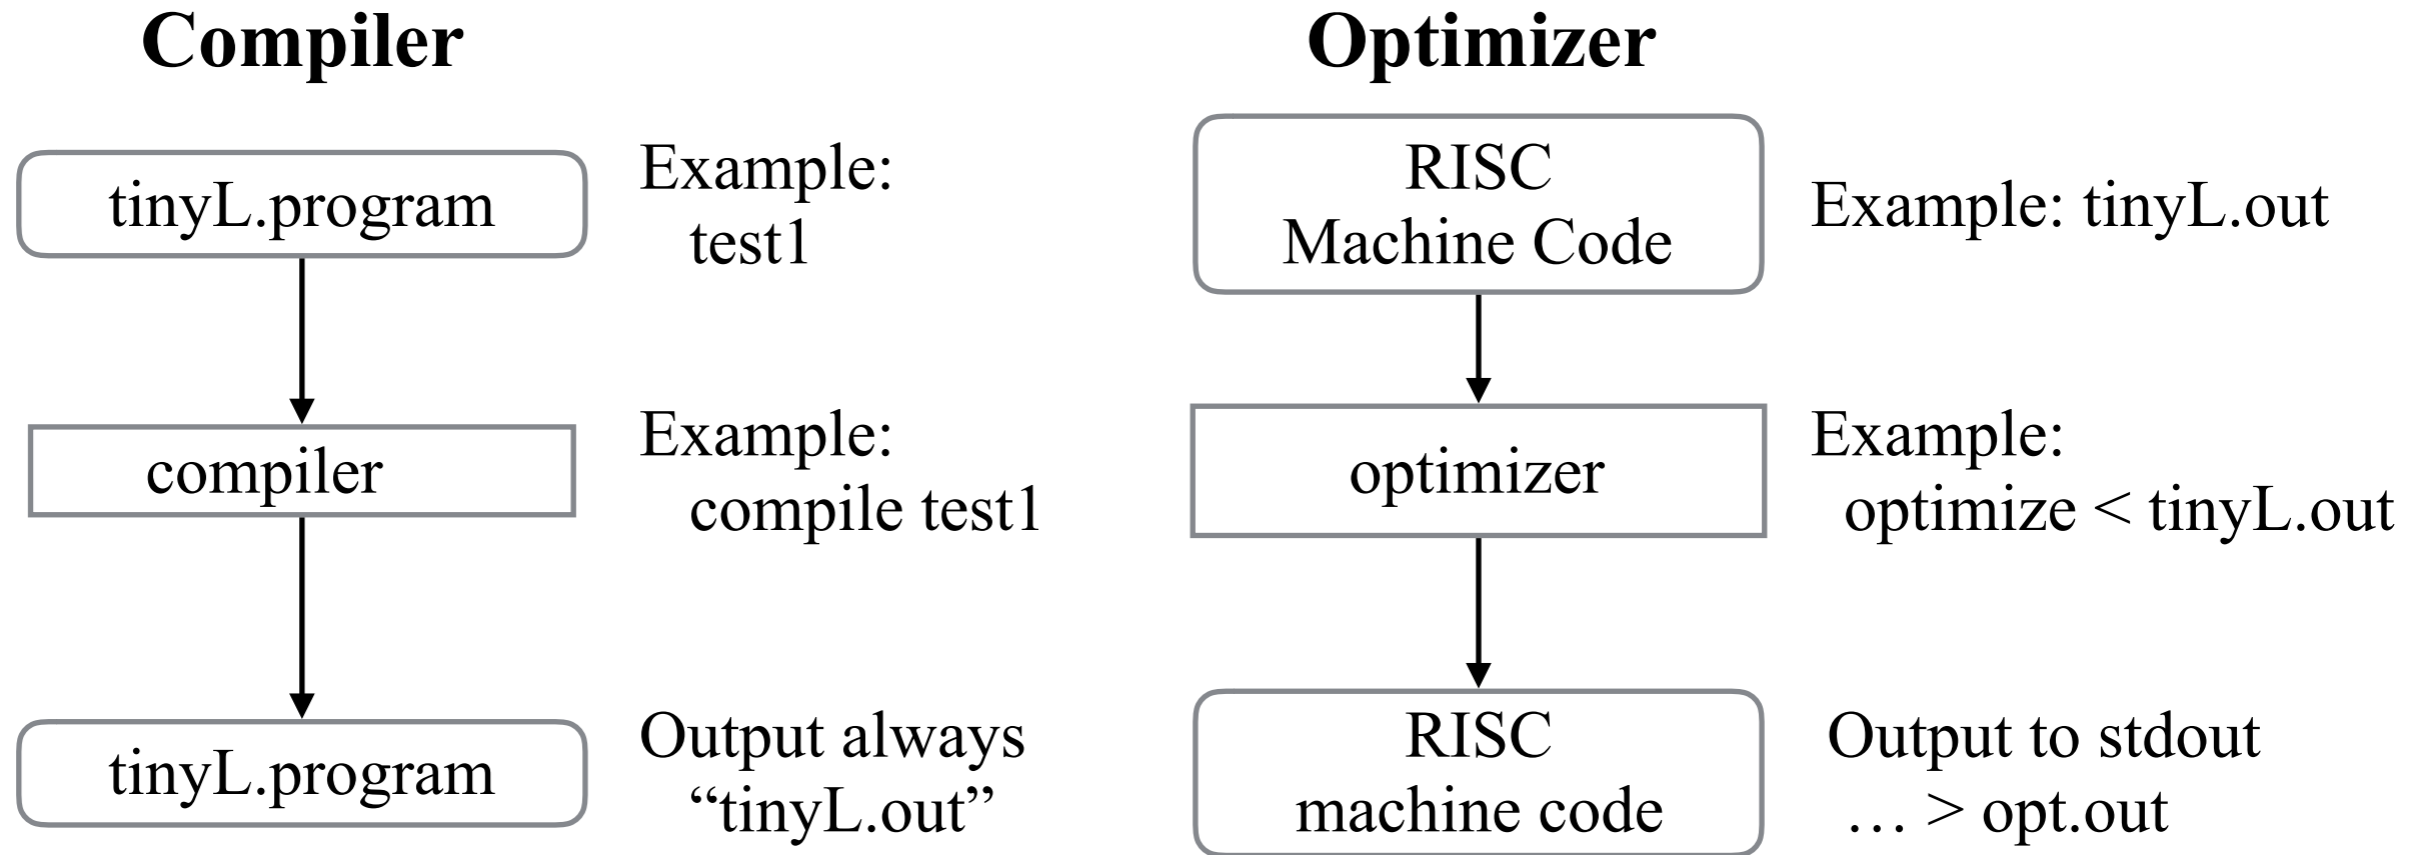 Compiler
tinyL.program
Example:
test1
compiler
Example:
compile test1
tinyL.program
Output always
“tinyL.out”
Optimizer
RISC
Machine Code
Example: tinyL.out
optimizer
Example:
optimize < tinyL.out
RISC
machine code
Output to stdout
… > opt.out